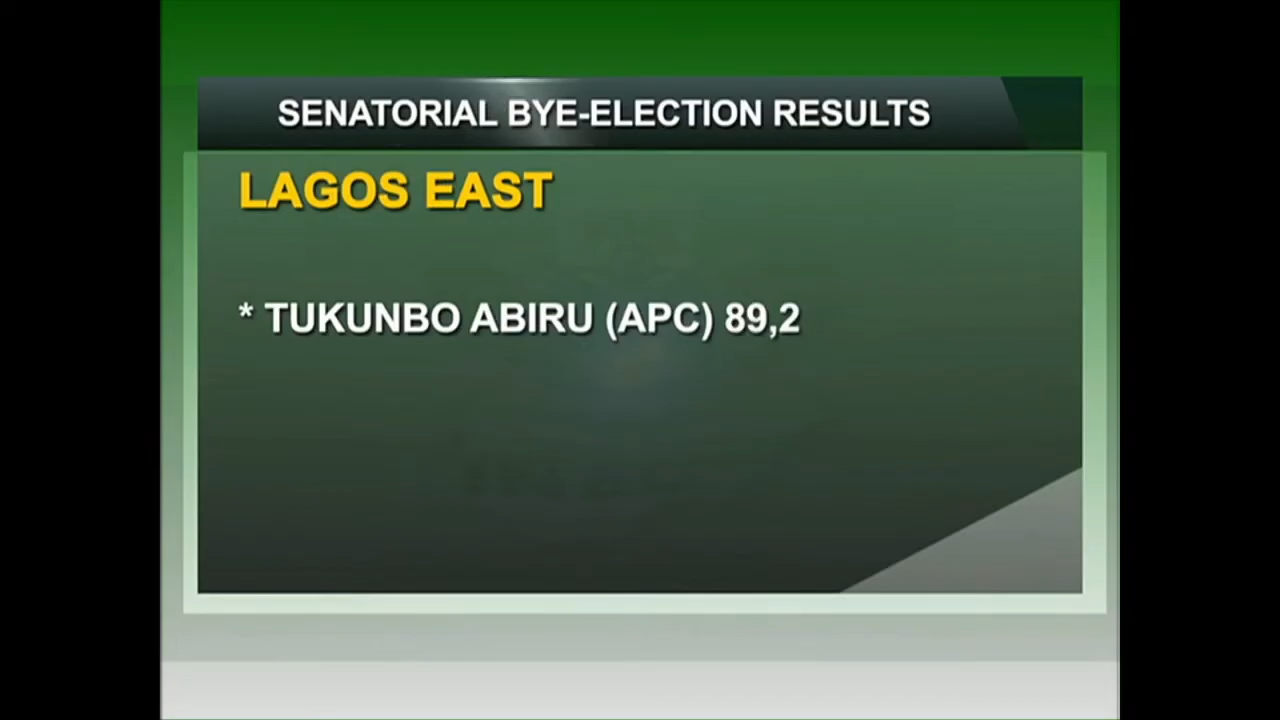 SENATORIAL BYE-ELECTION RESULTS
LAGOS EAST
* TUKUNBO ABIRU (APC) 89,2